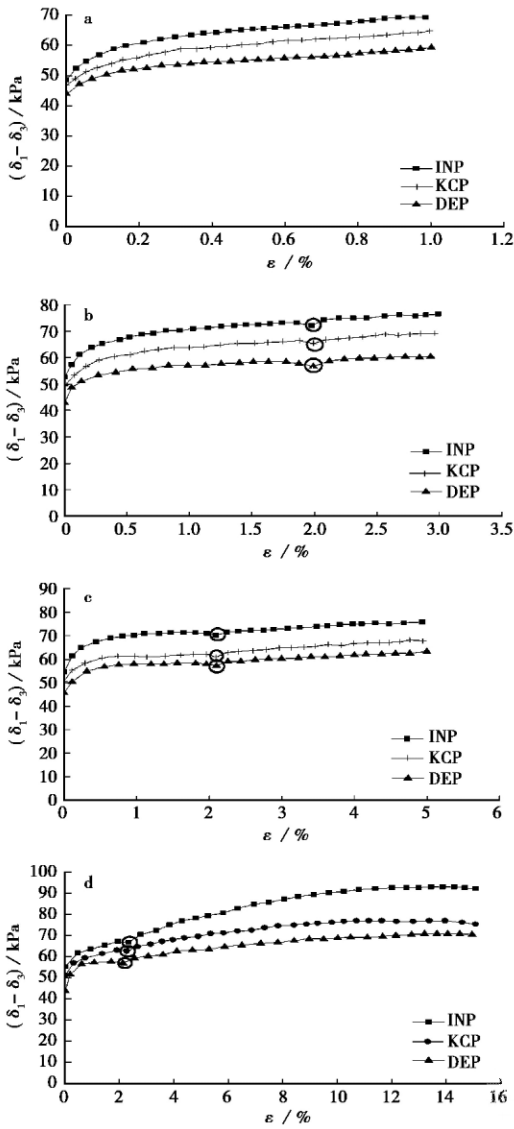 a
70
60
50
40
30
20
10
0
(δ₁−δ₃) / kPa
INP
KCP
DEP
0 0.2 0.4 0.6 0.8 1.0 1.2
ε / %
b
80
70
60
50
40
30
20
10
0
(δ₁−δ₃) / kPa
INP
KCP
DEP
0 0.5 1.0 1.5 2.0 2.5 3.0 3.5
ε / %
c
90
80
70
60
50
40
30
20
10
0
(δ₁−δ₃) / kPa
INP
KCP
DEP
0 1 2 3 4 5 6
ε / %
d
100
90
80
70
60
50
40
30
20
10
0
(δ₁−δ₃) / kPa
INP
KCP
DEP
0 2 4 6 8 10 12 14 16
ε / %